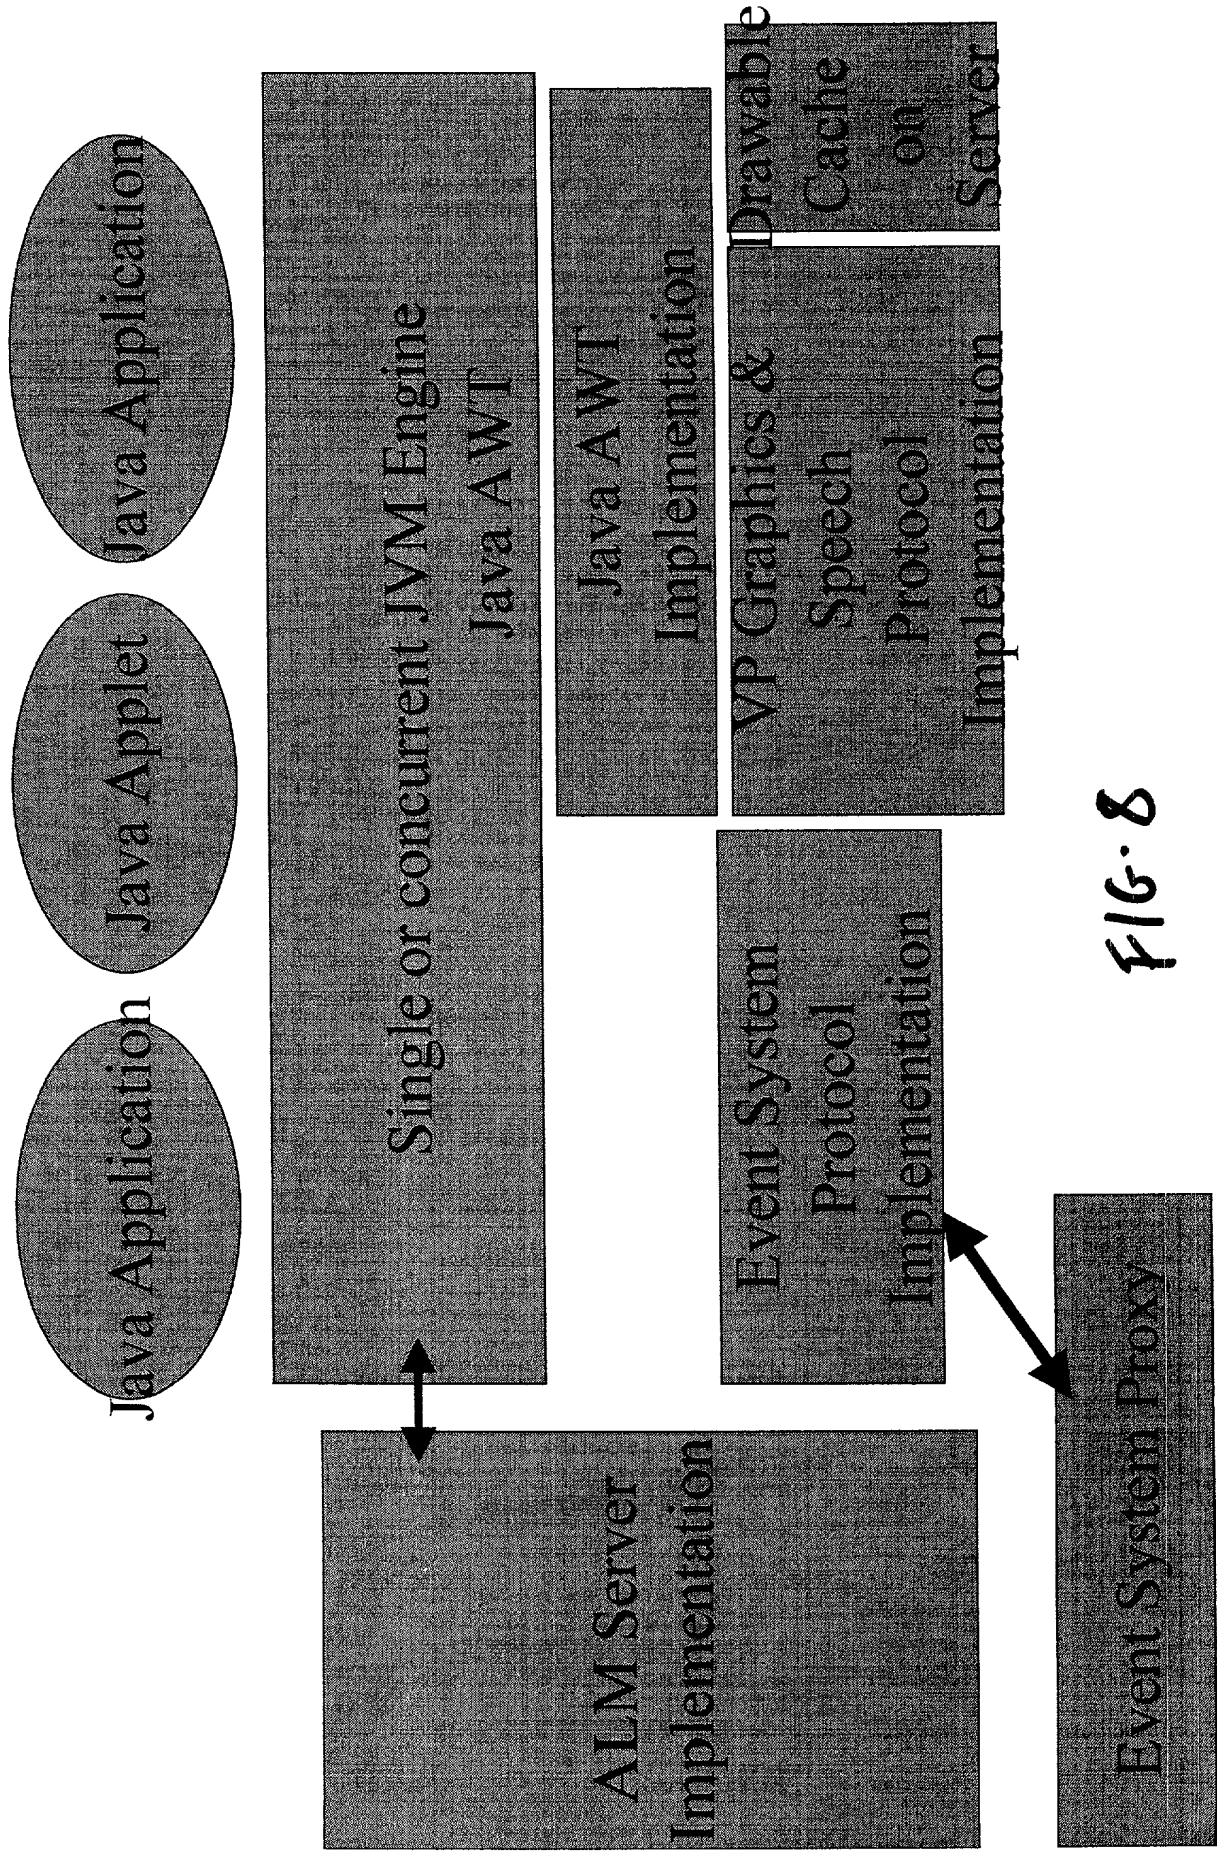 Java Application
Java Applet
Java Application
Single or concurrent JVM Engine
Java AWT
ALM Server
Implementation
Java AWT
Implementation
Event System
Protocol
Implementation
VP Graphics &
Speech
Protocol
Implementation
Drawable
Cache
on
Server
Event System Proxy
FIG. 8